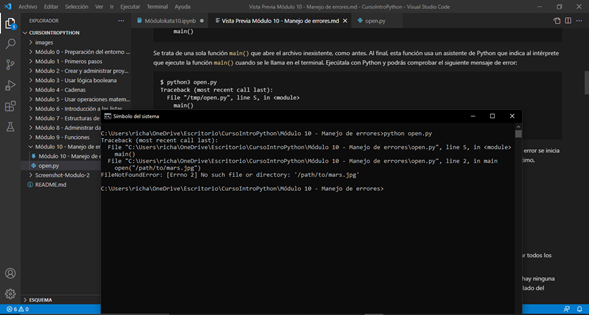 Archivo Editar Selección Ver Ir Ejecutar Terminal Ayuda
Vista Previa Módulo 10 - Manejo de errores.md - CursoIntroPython - Visual Studio Code
EXPLORADOR
Módulokata10.ipynb
Vista Previa Módulo 10 - Manejo de errores.md
open.py
CURSOINTROPYTHON
images
Módulo 0 - Preparación del entorno ...
Módulo 1 - Primeros pasos
Módulo 2 - Crear y administrar proy...
Módulo 3 - Usar lógica booleana
Módulo 4 - Cadenas
Módulo 5 - Usar operaciones matem...
Módulo 6 - Introducción a las listas
Módulo 7 - Estructuras de
Módulo 8 - Administrar da
Módulo 9 - Funciones
Módulo 10 - Manejo de e
Módulo 10 - Manejo de e
open.py
Screenshot-Modulo-2
README.md
ESQUEMA
6 0
main()
Se trata de una sola función main() que abre el archivo inexistente, como antes. Al final, esta función usa un asistente de Python que indica al intérprete
que ejecute la función main() cuando se le llama en el terminal. Ejecútala con Python y podrás comprobar el siguiente mensaje de error:
$ python3 open.py
Traceback (most recent call last):
File "/tmp/open.py", line 5, in <module>
main()
Símbolo del sistema
C:\Users\richa\OneDrive\Escritorio\CursoIntroPython\Módulo 10 - Manejo de errores>python open.py
Traceback (most recent call last):
File "C:\Users\richa\OneDrive\Escritorio\CursoIntroPython\Módulo 10 - Manejo de errores\open.py", line 5, in <module>
main()
File "C:\Users\richa\OneDrive\Escritorio\CursoIntroPython\Módulo 10 - Manejo de errores\open.py", line 2, in main
open("/path/to/mars.jpg")
FileNotFoundError: [Errno 2] No such file or directory: '/path/to/mars.jpg'
C:\Users\richa\OneDrive\Escritorio\CursoIntroPython\Módulo 10 - Manejo de errores>
error se inicia
timo,
ar todos los
hay ninguna
lado del